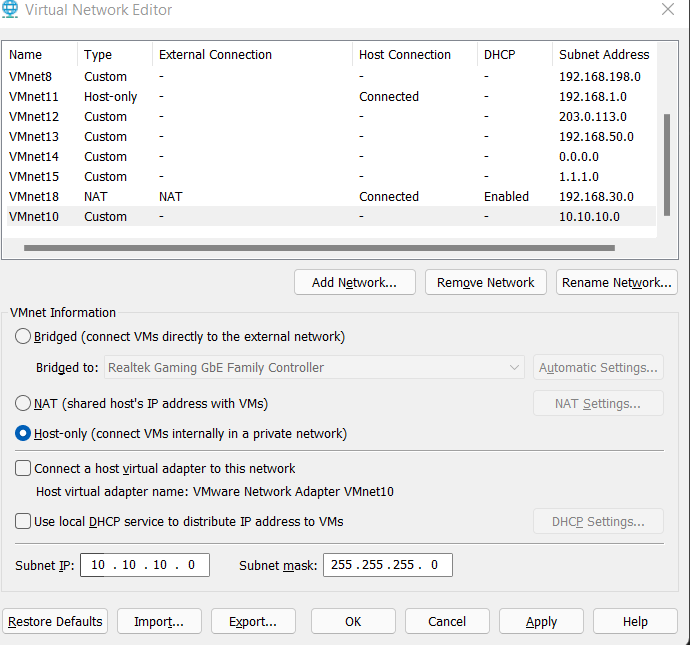 Virtual Network Editor
Name Type External Connection Host Connection DHCP Subnet Address
VMnet8 Custom - - - 192.168.198.0
VMnet11 Host-only - Connected - 192.168.1.0
VMnet12 Custom - - - 203.0.113.0
VMnet13 Custom - - - 192.168.50.0
VMnet14 Custom - - - 0.0.0.0
VMnet15 Custom - - - 1.1.1.0
VMnet18 NAT NAT Connected Enabled 192.168.30.0
VMnet10 Custom - - - 10.10.10.0
Add Network... Remove Network Rename Network...
VMnet Information
Bridged (connect VMs directly to the external network)
Bridged to: Realtek Gaming GbE Family Controller Automatic Settings...
NAT (shared host's IP address with VMs) NAT Settings...
Host-only (connect VMs internally in a private network)
Connect a host virtual adapter to this network
Host virtual adapter name: VMware Network Adapter VMnet10
Use local DHCP service to distribute IP address to VMs DHCP Settings...
Subnet IP: 10 . 10 . 10 . 0 Subnet mask: 255 . 255 . 255 . 0
Restore Defaults Import... Export... OK Cancel Apply Help